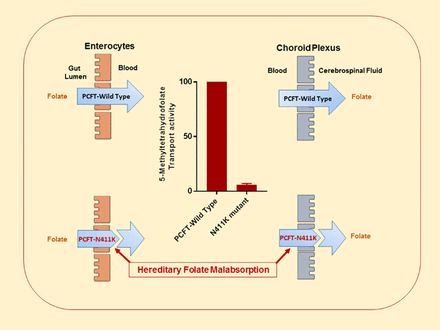 Enterocytes
Gut
Lumen
Blood
Folate
PCFT-Wild Type
Choroid Plexus
Blood
Cerebrospinal Fluid
PCFT-Wild Type
Folate
5-Methyltetrahydrofolate
Transport activity
100
50
0
PCFT-Wild Type
N411K mutant
Folate
PCFT-N411K
PCFT-N411K
Folate
Hereditary Folate Malabsorption